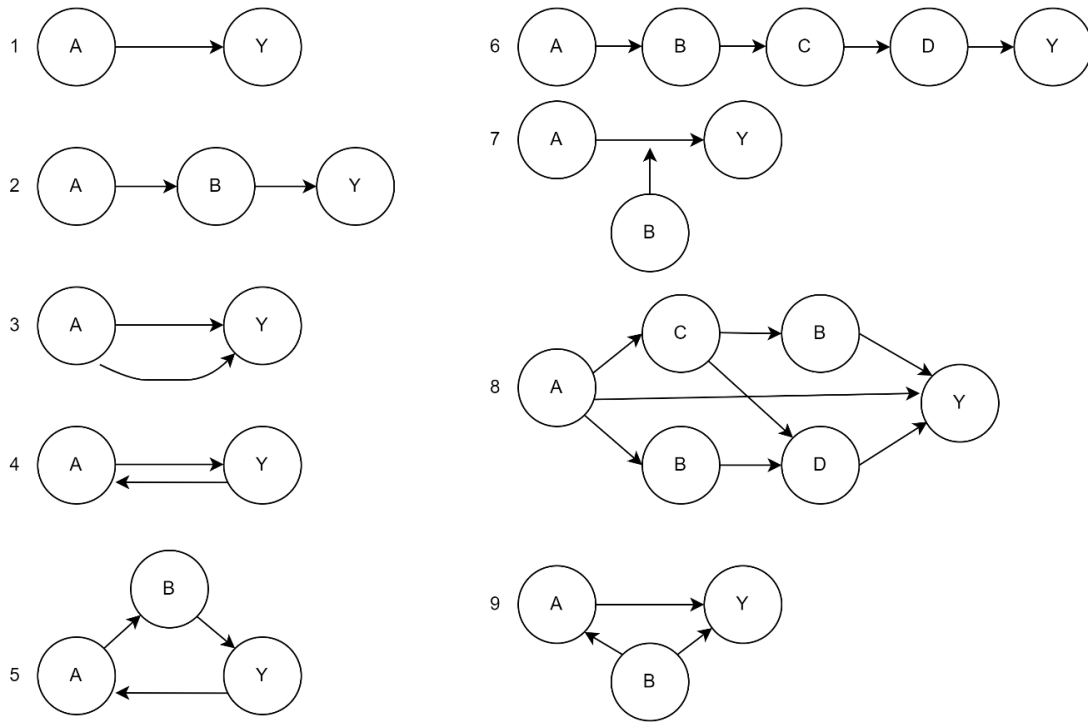 1 A Y
2 A B Y
3 A Y
4 A Y
B
5 A Y
6 A B C D Y
7 A Y
B
C B
8 A Y
B D
9 A Y
B